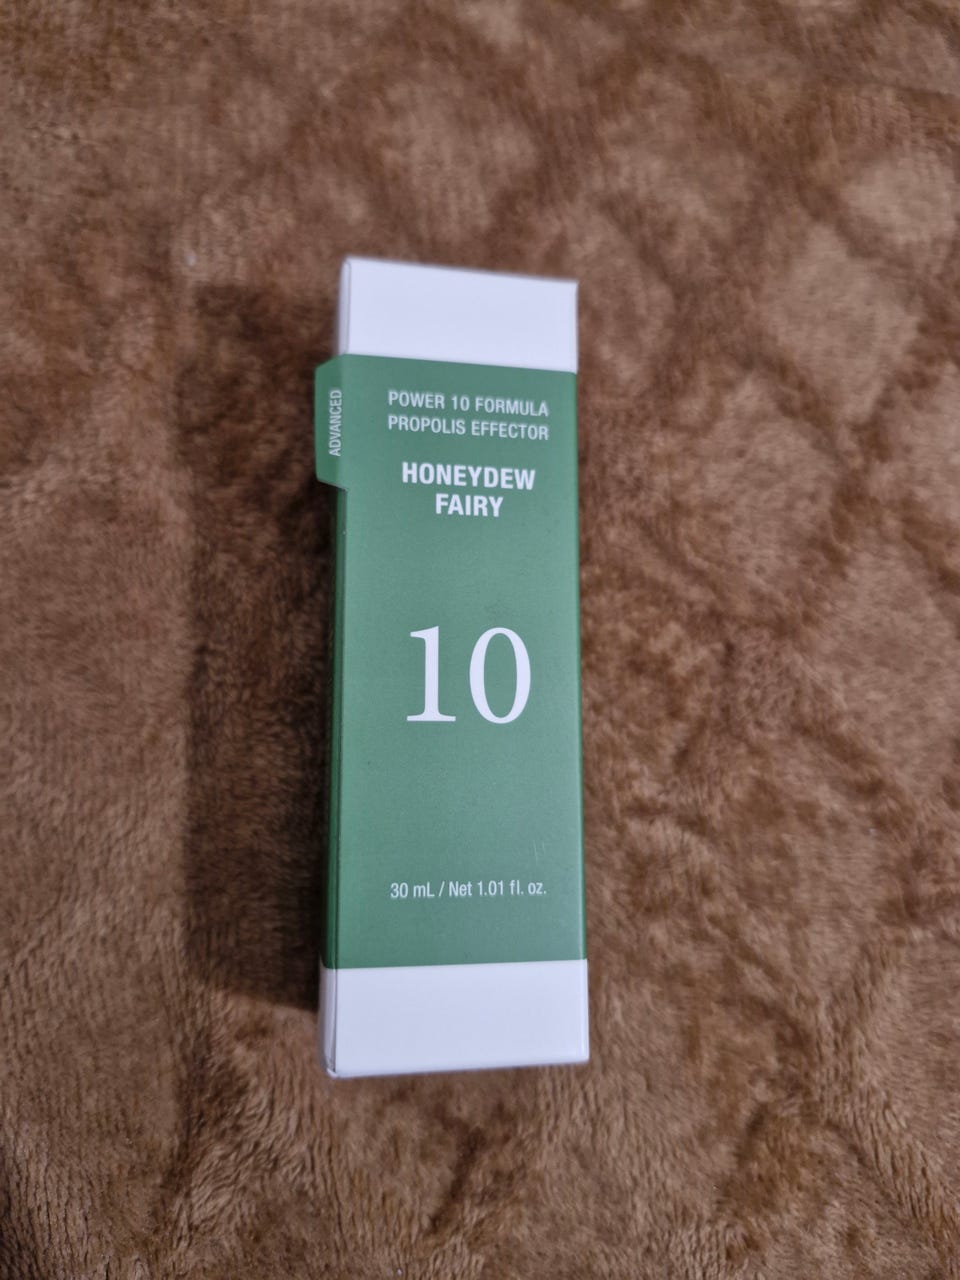 ADVANCED
POWER 10 FORMULA
PROPOLIS EFFECTOR
HONEYDEW
FAIRY
10
30 mL / Net 1.01 fl. oz.